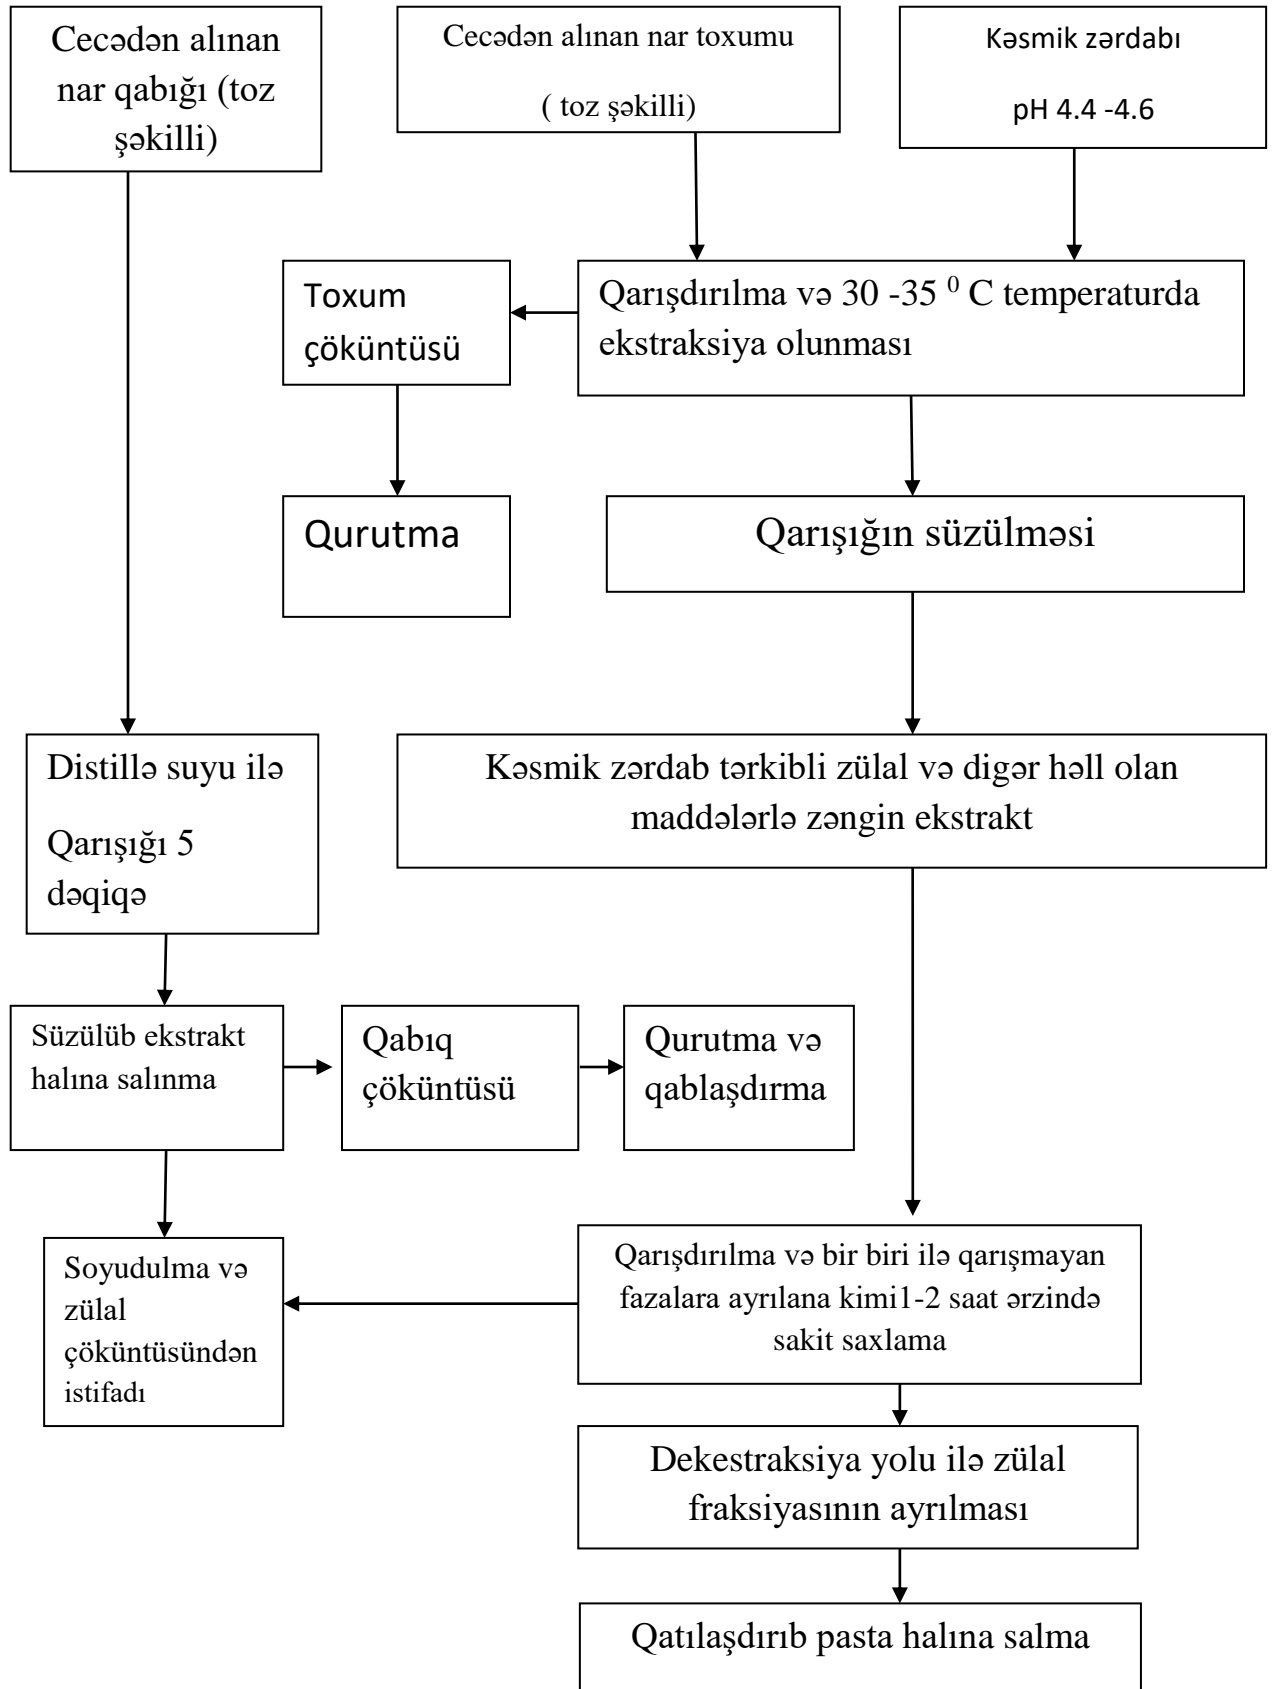 Cecədən alınan
nar qabığı (toz
şəkilli)
Cecədən alınan nar toxumu
( toz şəkilli)
Kəsmik zərdabı
pH 4.4 -4.6
Toxum
çöküntüsü
Qarışdırılma və 30 -35 ⁰ C temperaturda
ekstraksiya olunması
Qurutma
Qarışığın süzülməsi
Distillə suyu ilə
Qarışığı 5
dəqiqə
Kəsmik zərdab tərkibli zülal və digər həll olan
maddələrlə zəngin ekstrakt
Süzülüb ekstrakt
halına salınma
Qabıq
çöküntüsü
Qurutma və
qablaşdırma
Soyudulma və
zülal
çöküntüsündən
istifadı
Qarışdırılma və bir biri ilə qarışmayan
fazalara ayrılana kimi1-2 saat ərzində
sakit saxlama
Dekestraksiya yolu ilə zülal
fraksiyasının ayrılması
Qatılaşdırıb pasta halına salma